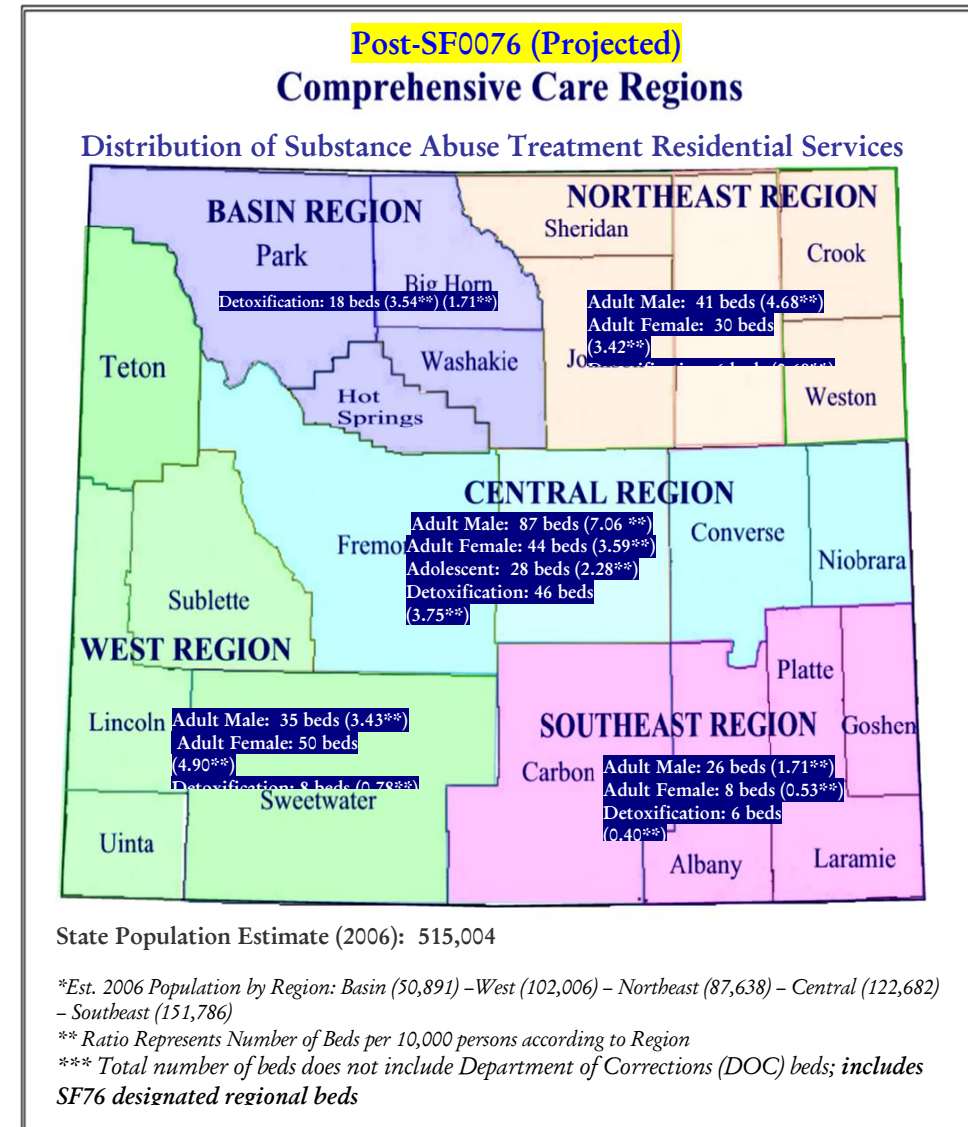 Post-SF0076 (Projected)
Comprehensive Care Regions
Distribution of Substance Abuse Treatment Residential Services
BASIN REGION
NORTHEAST REGION
Park
Big Horn
Sheridan
Crook
Detoxification: 18 beds (3.54**) (1.71**)
Adult Male: 41 beds (4.68**)
Adult Female: 30 beds
(3.42**)
Teton
Washakie
Weston
Hot
Springs
CENTRAL REGION
Adult Male: 87 beds (7.06 **)
Adult Female: 44 beds (3.59**)
Adolescent: 28 beds (2.28**)
Detoxification: 46 beds
(3.75**)
Converse
Niobrara
Sublette
WEST REGION
Platte
Lincoln
Adult Male: 35 beds (3.43**)
Adult Female: 50 beds
(4.90**)
Detoxification: 8 beds (0.78**)
Sweetwater
SOUTHEAST REGION
Goshen
Carbon
Adult Male: 26 beds (1.71**)
Adult Female: 8 beds (0.53**)
Detoxification: 6 beds
(0.40**)
Uinta
Albany
Laramie
State Population Estimate (2006): 515,004
*Est. 2006 Population by Region: Basin (50,891) –West (102,006) – Northeast (87,638) – Central (122,682)
– Southeast (151,786)
** Ratio Represents Number of Beds per 10,000 persons according to Region
*** Total number of beds does not include Department of Corrections (DOC) beds; includes
SF76 designated regional beds